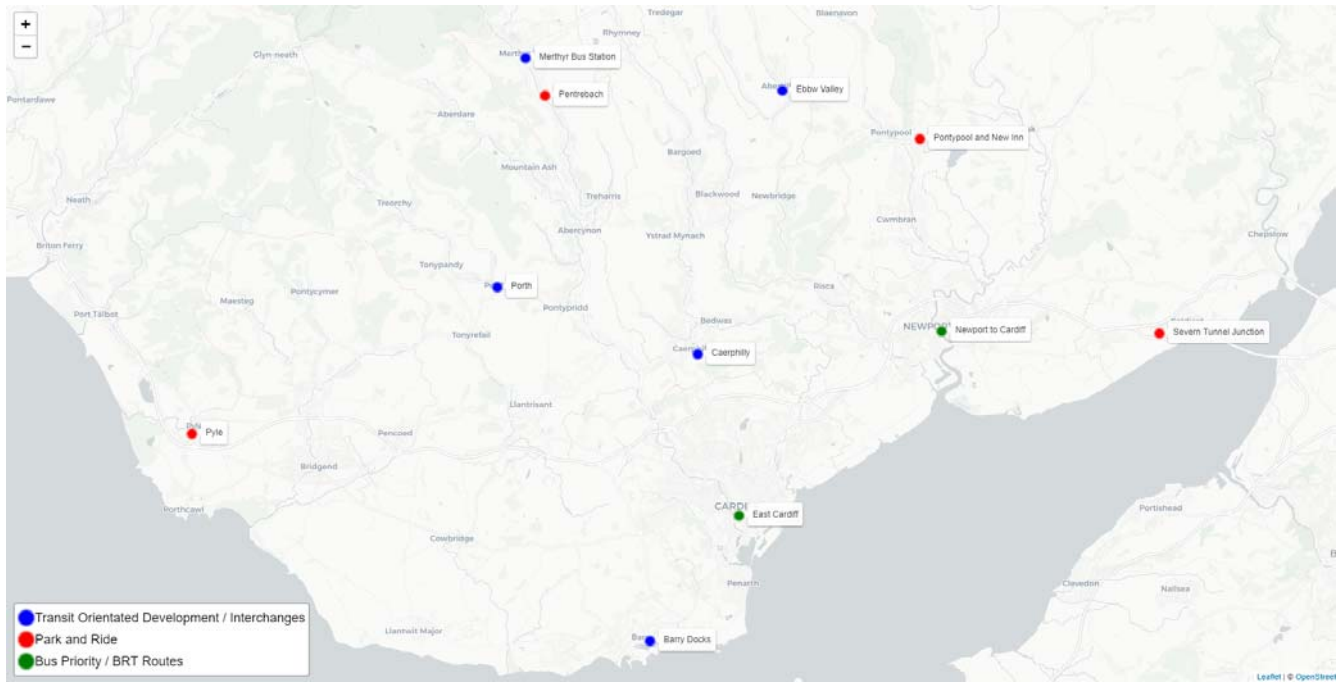 +
−
Tredegar
Blaenavon
Rhymney
Glyn-neath
Merthyr Bus Station
Ebbw Valley
Pentrebach
Pontardawe
Aberdare
Pontypool
Pontypool and New Inn
Bargoed
Mountain Ash
Neath
Treorchy
Treharris
Blackwood
Newbridge
Cwmbran
Abercynon
Ystrad Mynach
Chepstow
Briton Ferry
Tonypandy
Porth
Risca
Maesteg
Pontycymer
Pontypridd
Port Talbot
Bedwas
Tonyrefail
NEWPORT
Newport to Cardiff
Severn Tunnel Junction
Caerphilly
Llantrisant
Pyle
Pencoed
Bridgend
Porthcawl
East Cardiff
Portishead
Cowbridge
Penarth
Clevedon
Nailsea
Transit Orientated Development / Interchanges
Park and Ride
Bus Priority / BRT Routes
Llantwit Major
Barry Docks
Leaflet | © OpenStreet